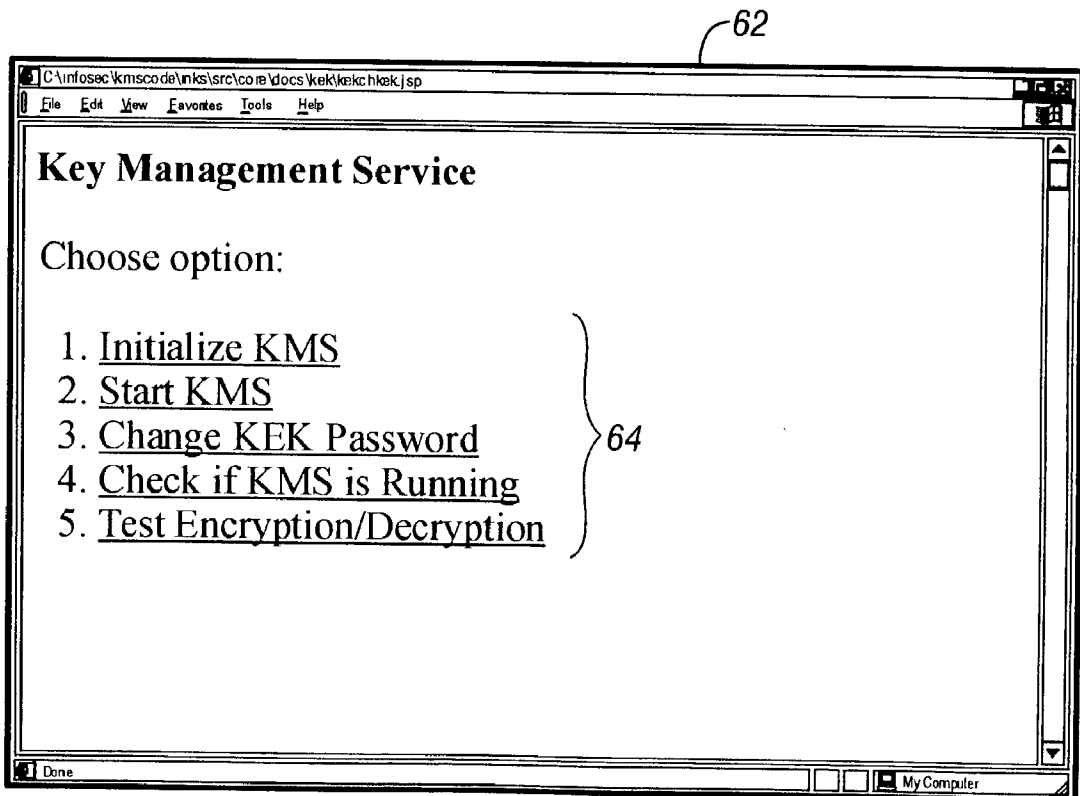 62
C:\infosec\kmscode\nks\src\core\docs\kek\kekchkek.jsp
File Edit View Favorites Tools Help
Key Management Service
Choose option:
1. Initialize KMS
2. Start KMS
3. Change KEK Password
4. Check if KMS is Running
5. Test Encryption/Decryption
64
Done
My Computer